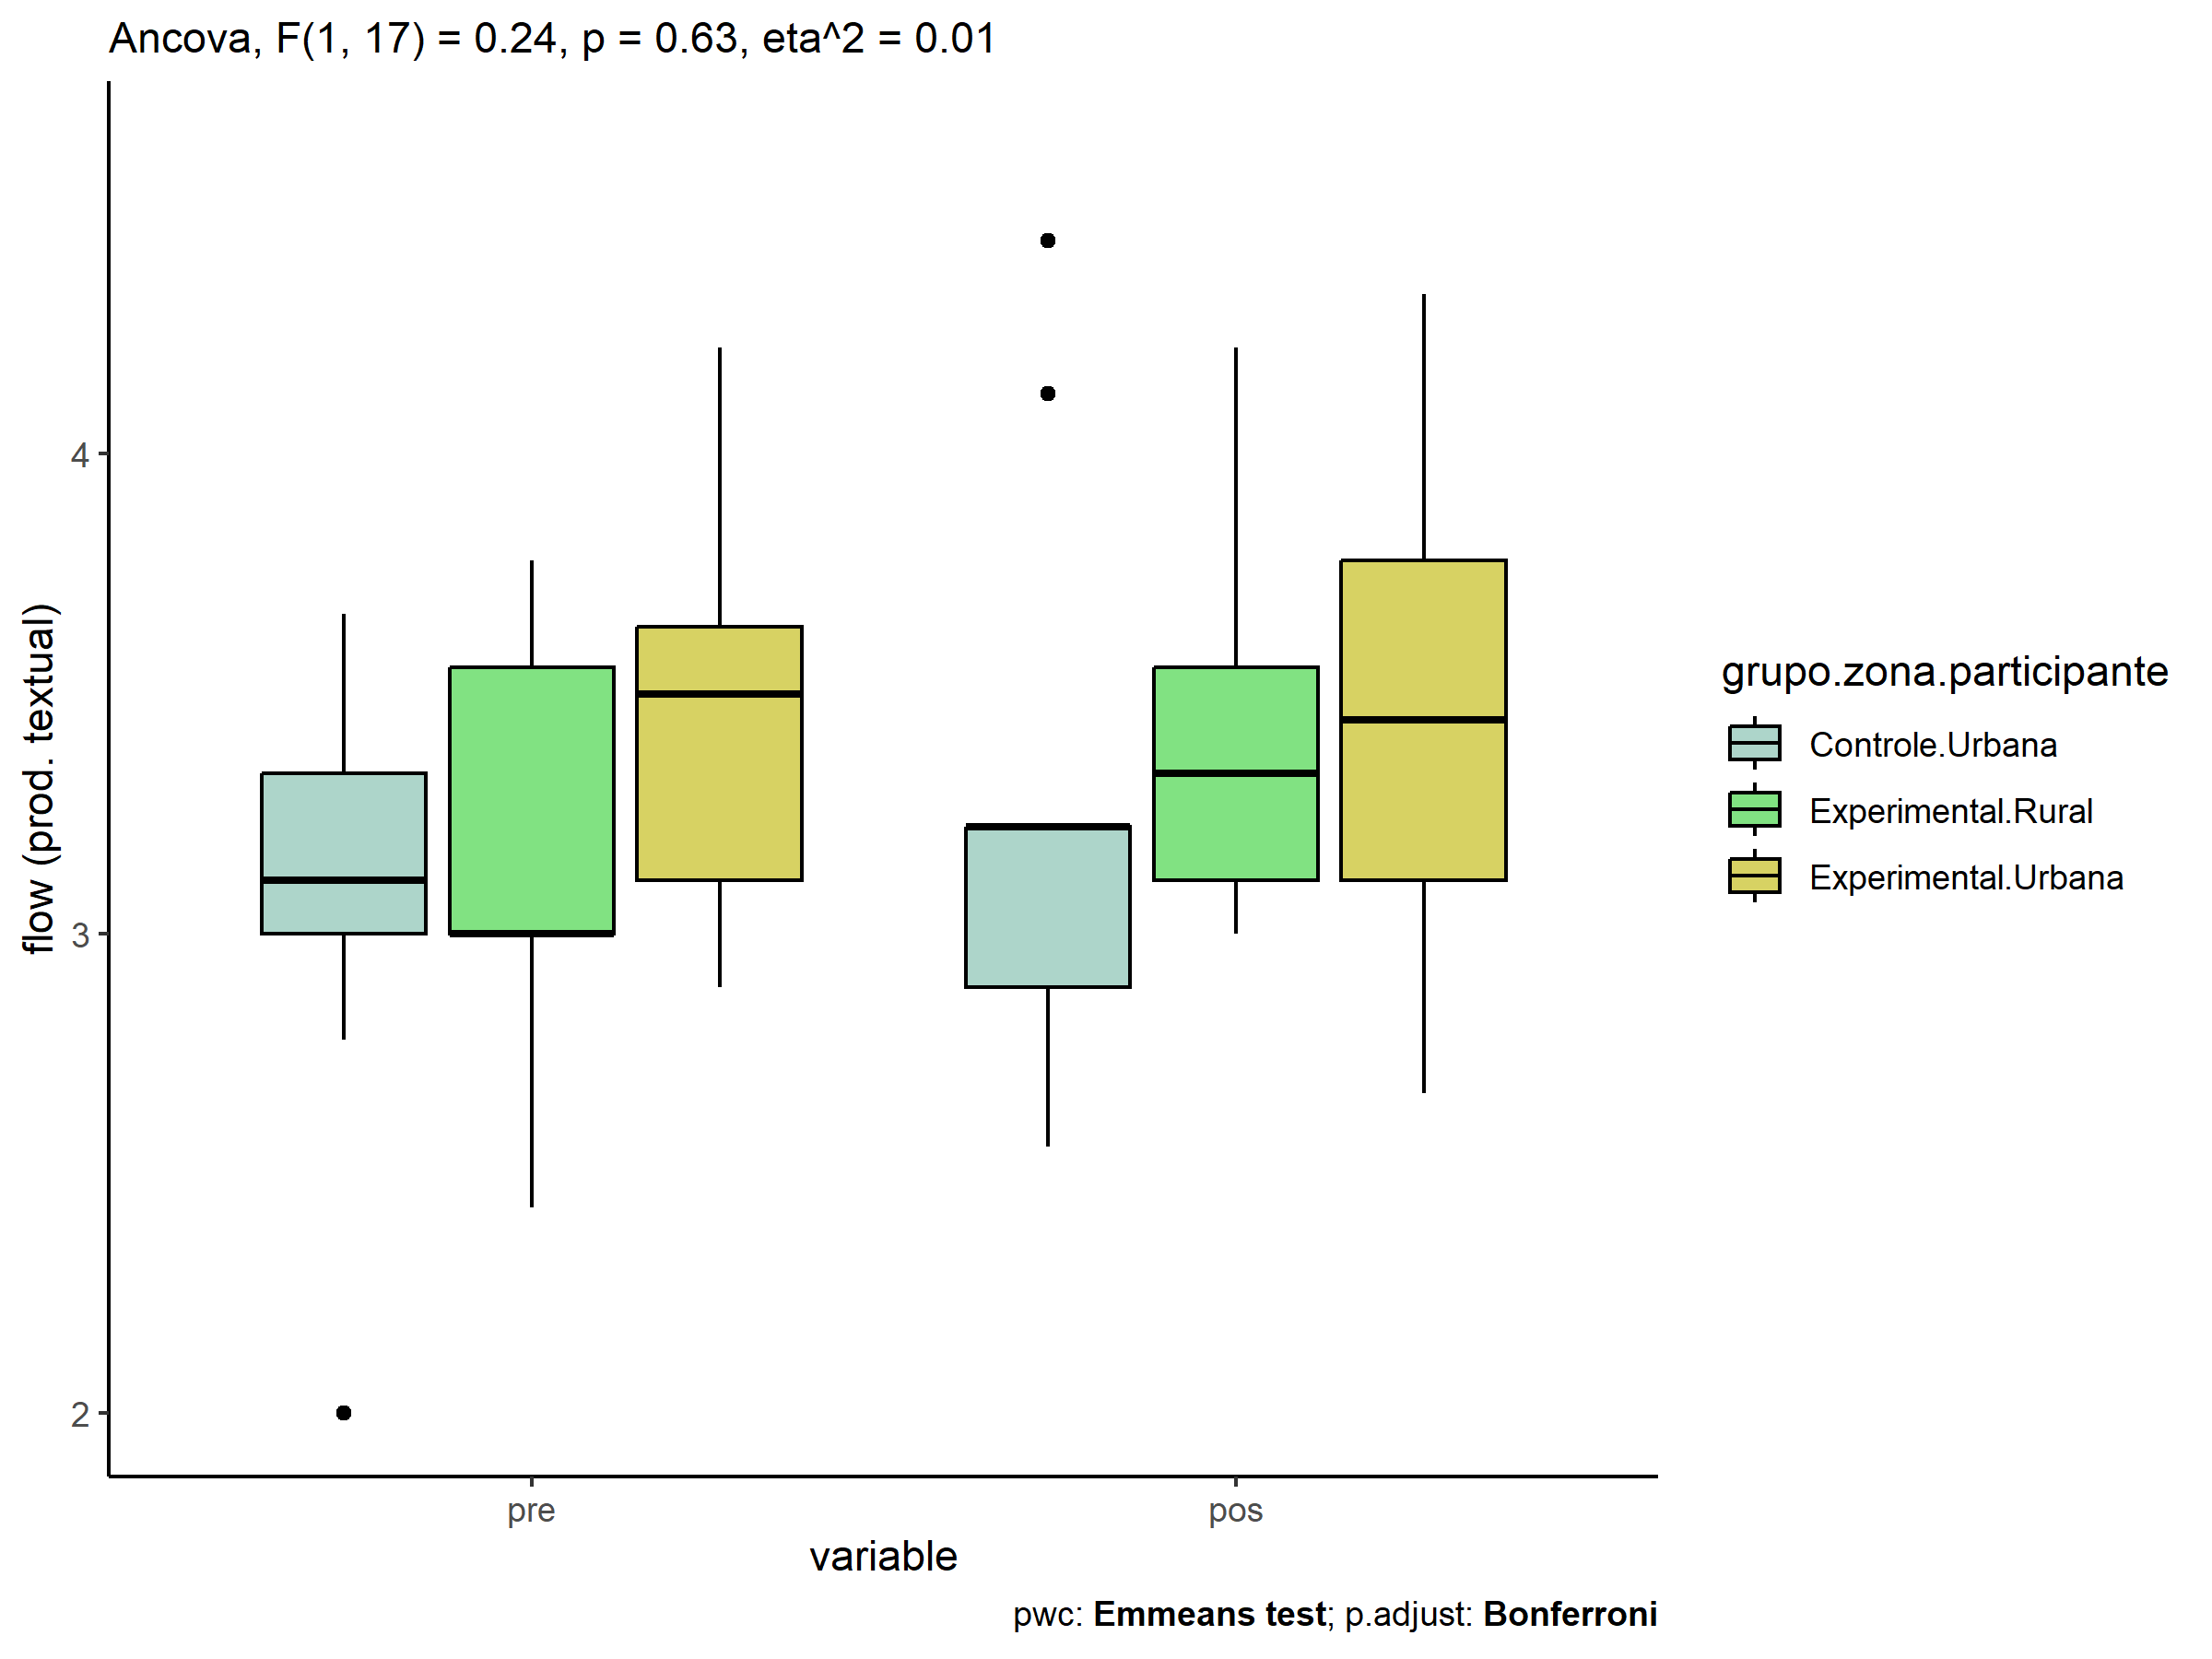 Ancova, F(1, 17) = 0.24, p = 0.63, eta^2 = 0.01
flow (prod. textual)
4
3
2
pre
pos
variable
pwc: Emmeans test; p.adjust: Bonferroni
grupo.zona.participante
Controle.Urbana
Experimental.Rural
Experimental.Urbana